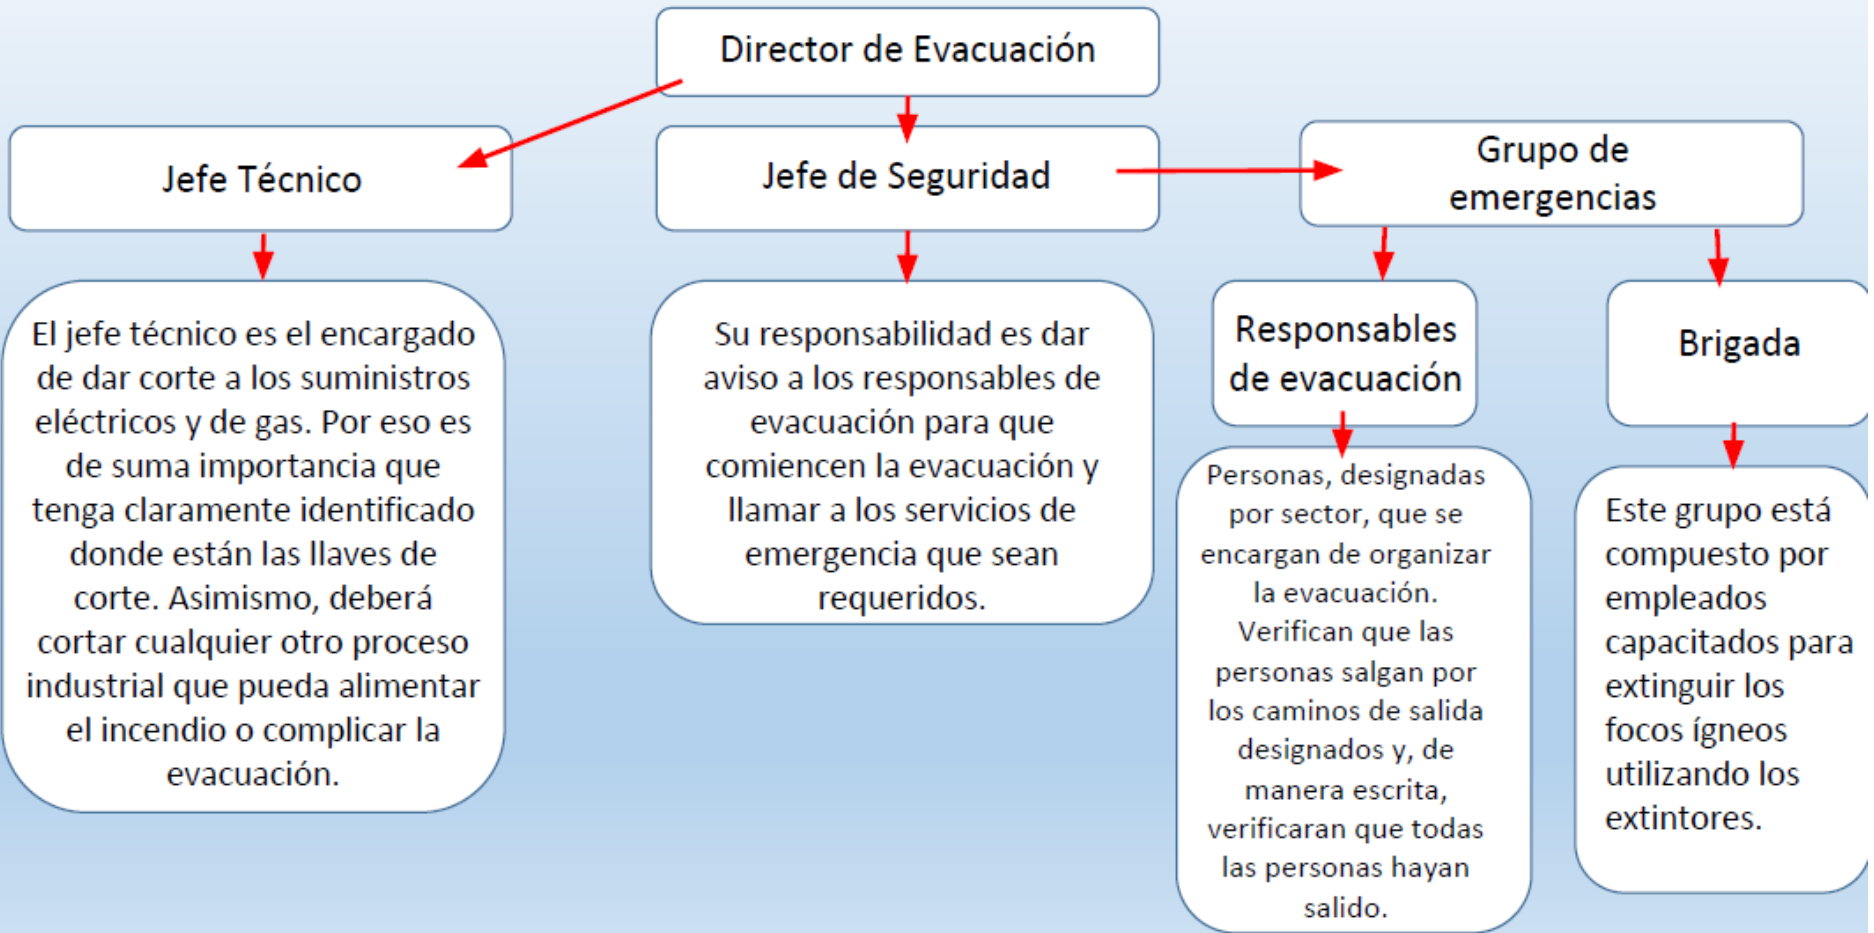 Director de Evacuación
Jefe Técnico
Jefe de Seguridad
Grupo de
emergencias
El jefe técnico es el encargado
de dar corte a los suministros
eléctricos y de gas. Por eso es
de suma importancia que
tenga claramente identificado
donde están las llaves de
corte. Asimismo, deberá
cortar cualquier otro proceso
industrial que pueda alimentar
el incendio o complicar la
evacuación.
Su responsabilidad es dar
aviso a los responsables de
evacuación para que
comiencen la evacuación y
llamar a los servicios de
emergencia que sean
requeridos.
Responsables
de evacuación
Personas, designadas
por sector, que se
encargan de organizar
la evacuación.
Verifican que las
personas salgan por
los caminos de salida
designados y, de
manera escrita,
verificaran que todas
las personas hayan
salido.
Brigada
Este grupo está
compuesto por
empleados
capacitados para
extinguir los
focos ígneos
utilizando los
extintores.